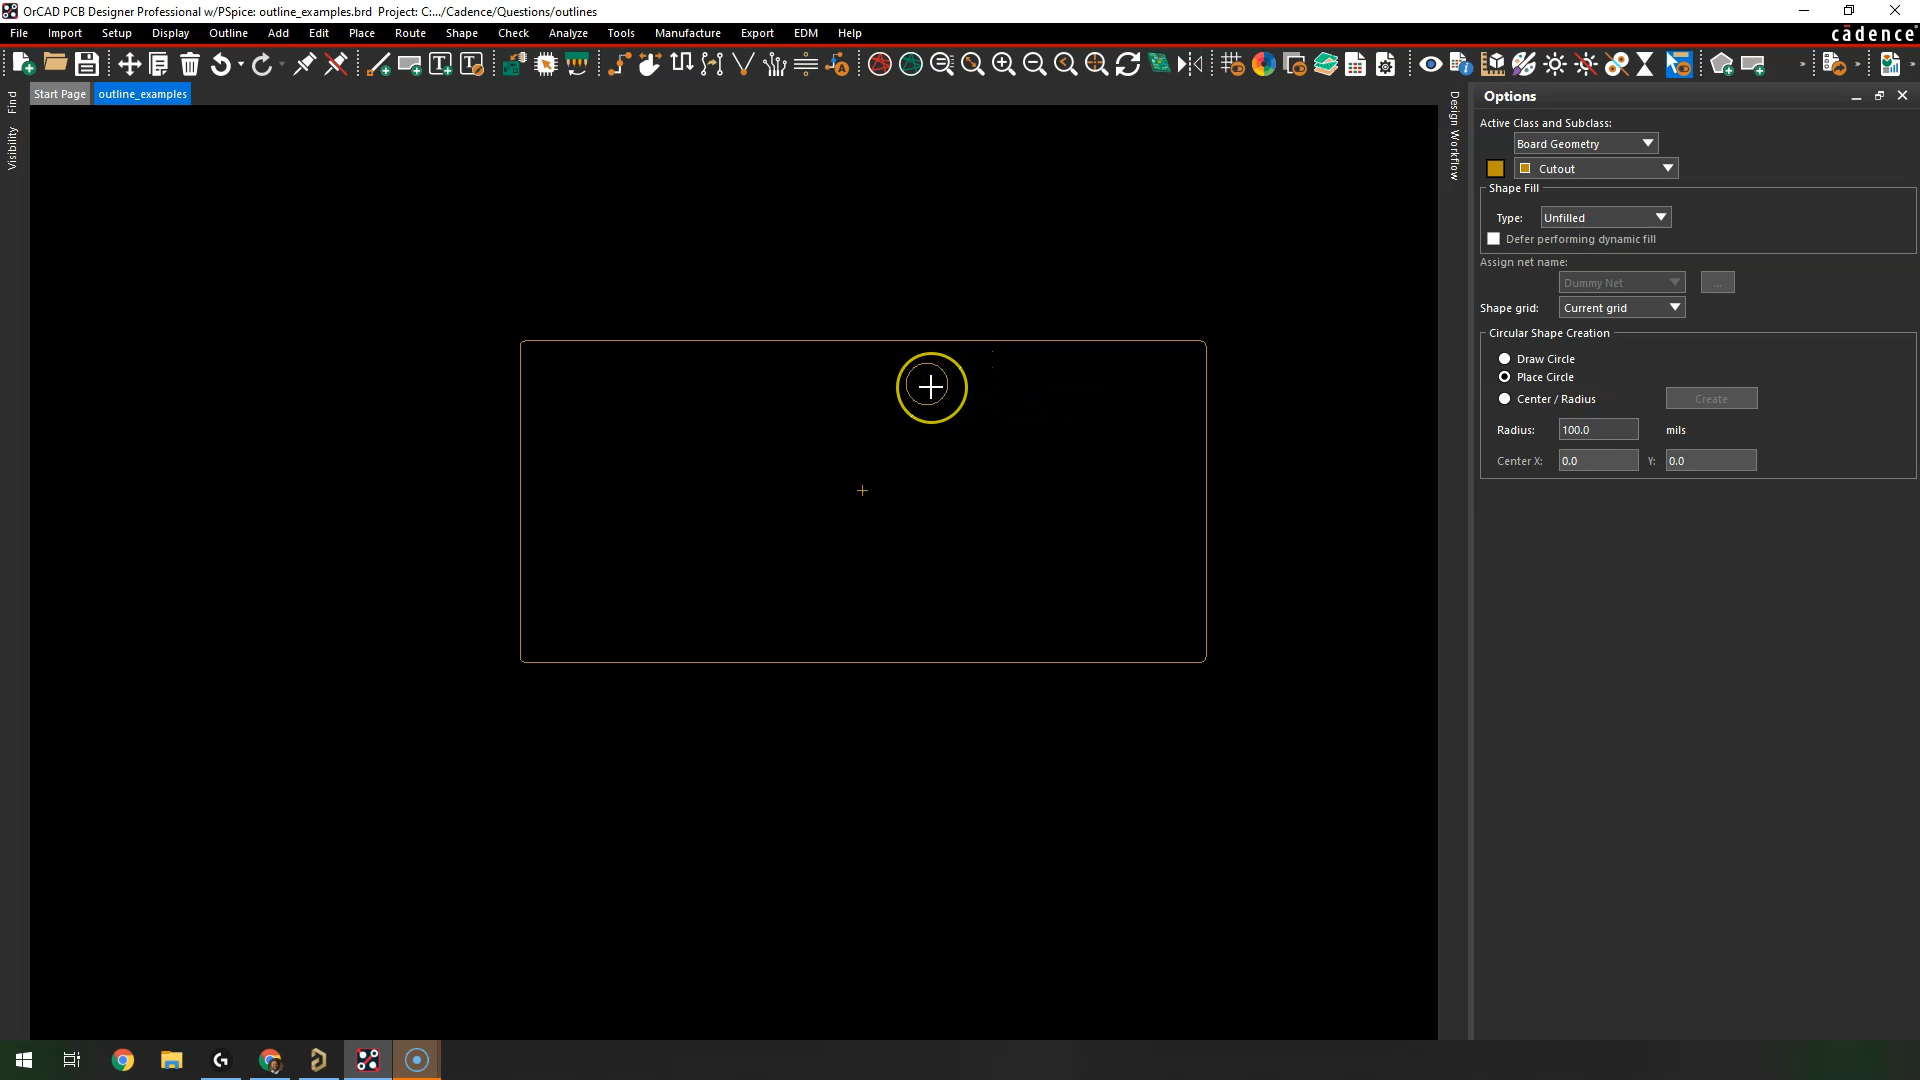 OrCAD PCB Designer Professional w/PSpice: outline_examples.brd  Project: C:.../Cadence/Questions/outlines
File Import Setup Display Outline Add Edit Place Route Shape Check Analyze Tools Manufacture Export EDM Help
cādence
Start Page outline_examples
Find
Visibility
Design Workflow
Options
Active Class and Subclass:
Board Geometry
Cutout
Shape Fill
Type: Unfilled
Defer performing dynamic fill
Assign net name:
Dummy Net ...
Shape grid: Current grid
Circular Shape Creation
Draw Circle
Place Circle
Center / Radius Create
Radius: 100.0 mils
Center X: 0.0 Y: 0.0